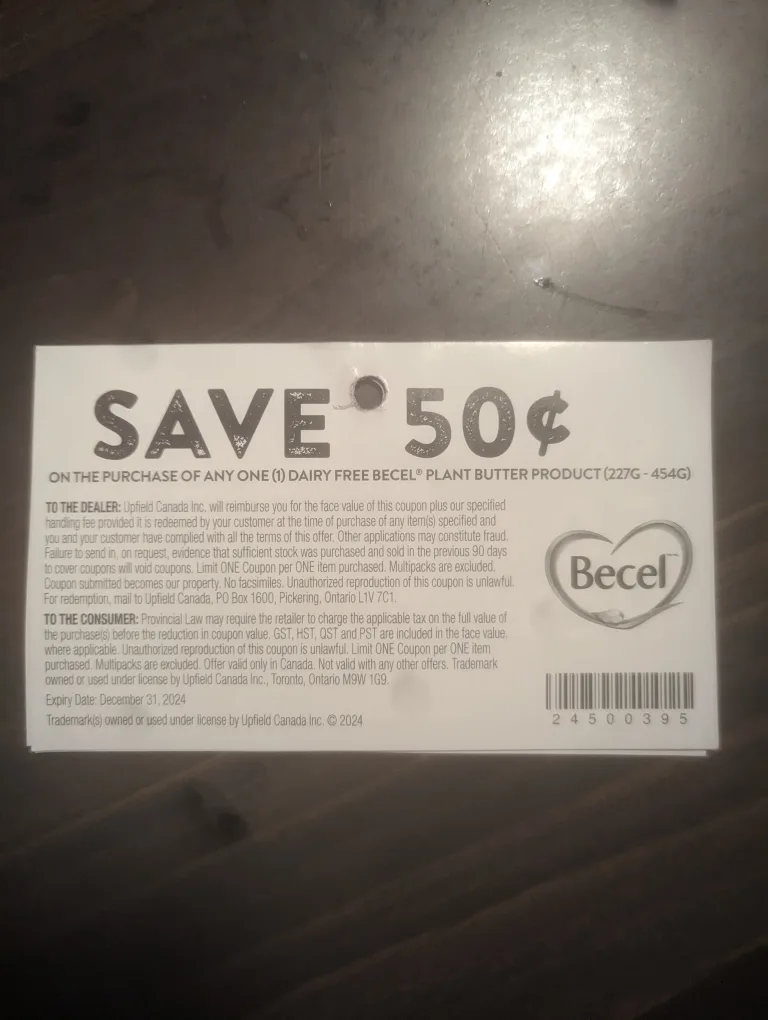 SAVE 50¢
ON THE PURCHASE OF ANY ONE (1) DAIRY FREE BECEL® PLANT BUTTER PRODUCT (227G - 454G)
TO THE DEALER: Upfield Canada Inc. will reimburse you for the face value of this coupon plus our specified
handling fee provided it is redeemed by your customer at the time of purchase of any item(s) specified and
you and your customer have complied with all the terms of this offer. Other applications may constitute fraud.
Failure to send in, on request, evidence that sufficient stock was purchased and sold in the previous 90 days
to cover coupons will void coupons. Limit ONE Coupon per ONE item purchased. Multipacks are excluded.
Coupon submitted becomes our property. No facsimiles. Unauthorized reproduction of this coupon is unlawful.
For redemption, mail to Upfield Canada, PO Box 1600, Pickering, Ontario L1V 7C1.
TO THE CONSUMER: Provincial Law may require the retailer to charge the applicable tax on the full value of
the purchase(s) before the reduction in coupon value. GST, HST, QST and PST are included in the face value,
where applicable. Unauthorized reproduction of this coupon is unlawful. Limit ONE Coupon per ONE item
purchased. Multipacks are excluded. Offer valid only in Canada. Not valid with any other offers. Trademark
owned or used under license by Upfield Canada Inc., Toronto, Ontario M9W 1G9.
Expiry Date: December 31, 2024
Trademark(s) owned or used under license by Upfield Canada Inc. © 2024
Becel™
24500395